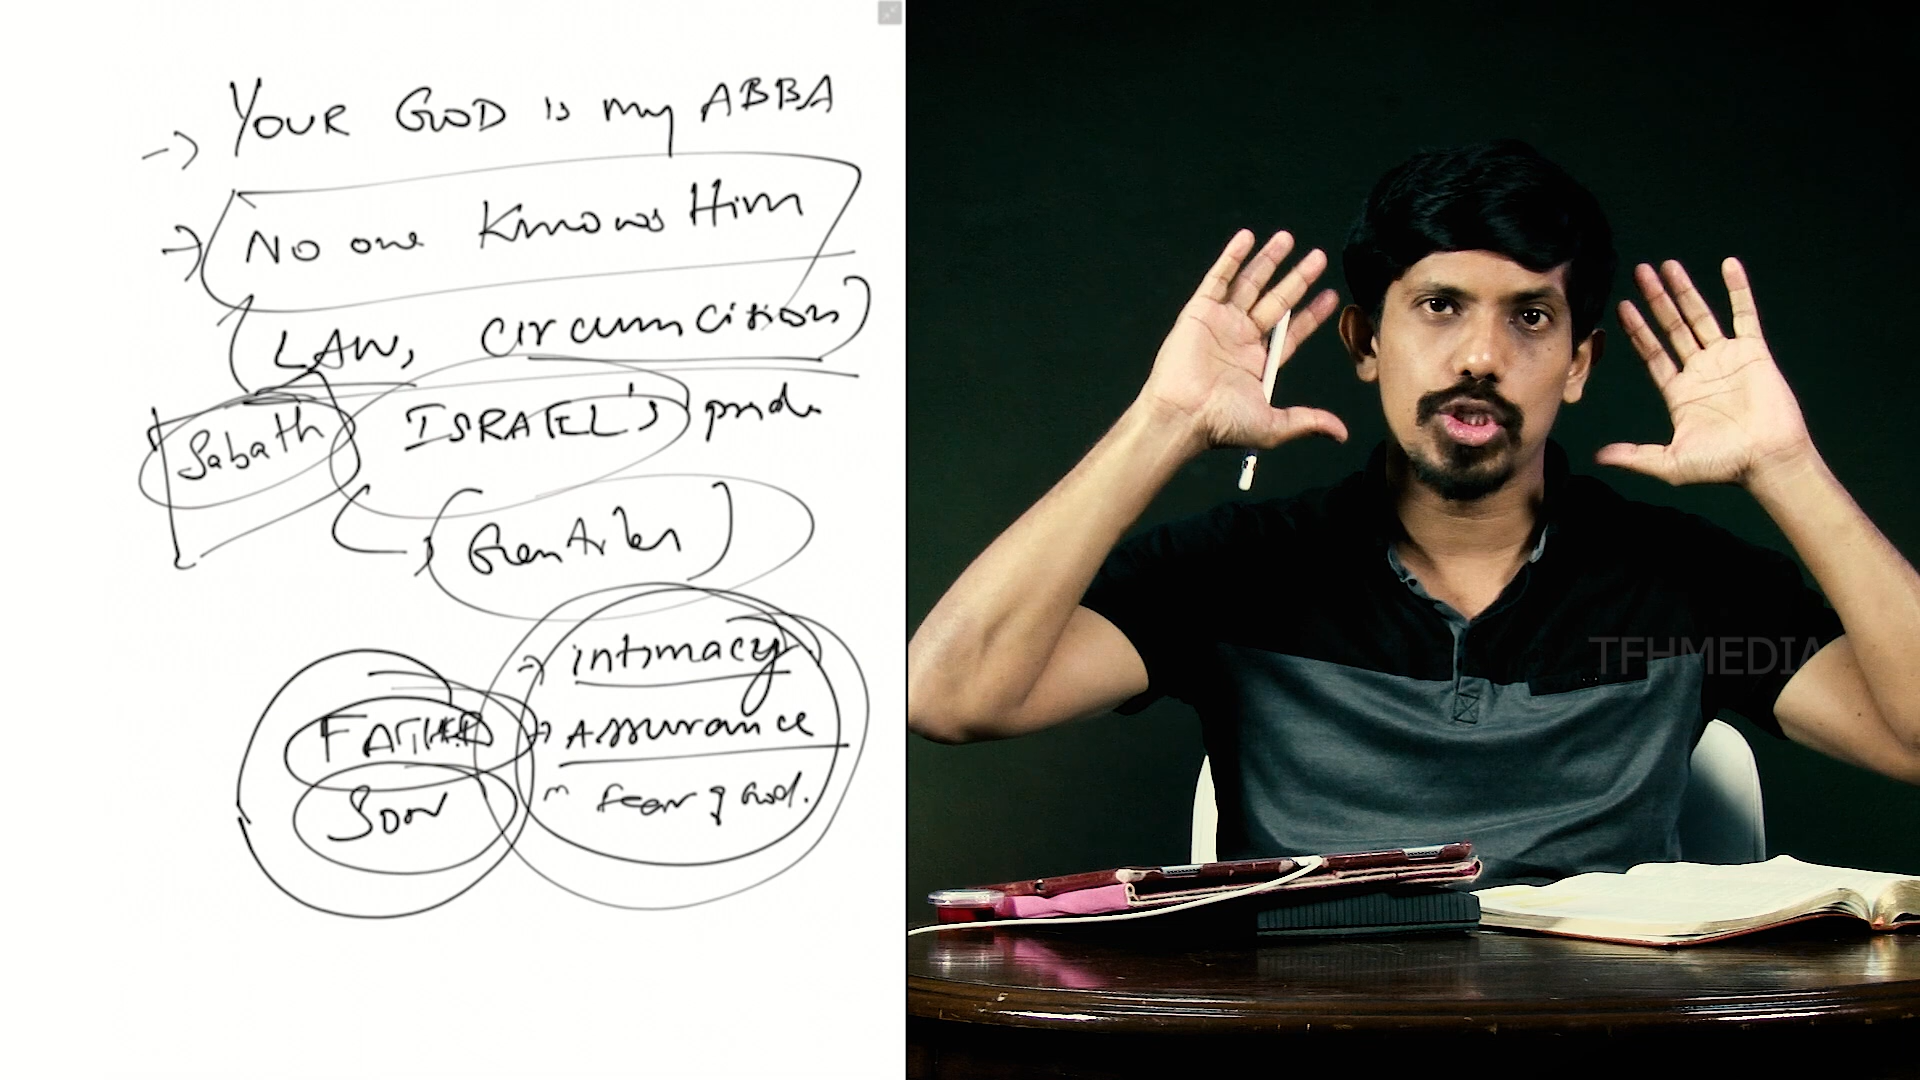 -> YOUR GOD is my ABBA
-> No one Knows Him
LAW, Circumcition
Sabath ISRAEL's pride
Gentiles
-> intimacy
FATHER -> Assurance
SON " fear of God.
TFHMEDIA